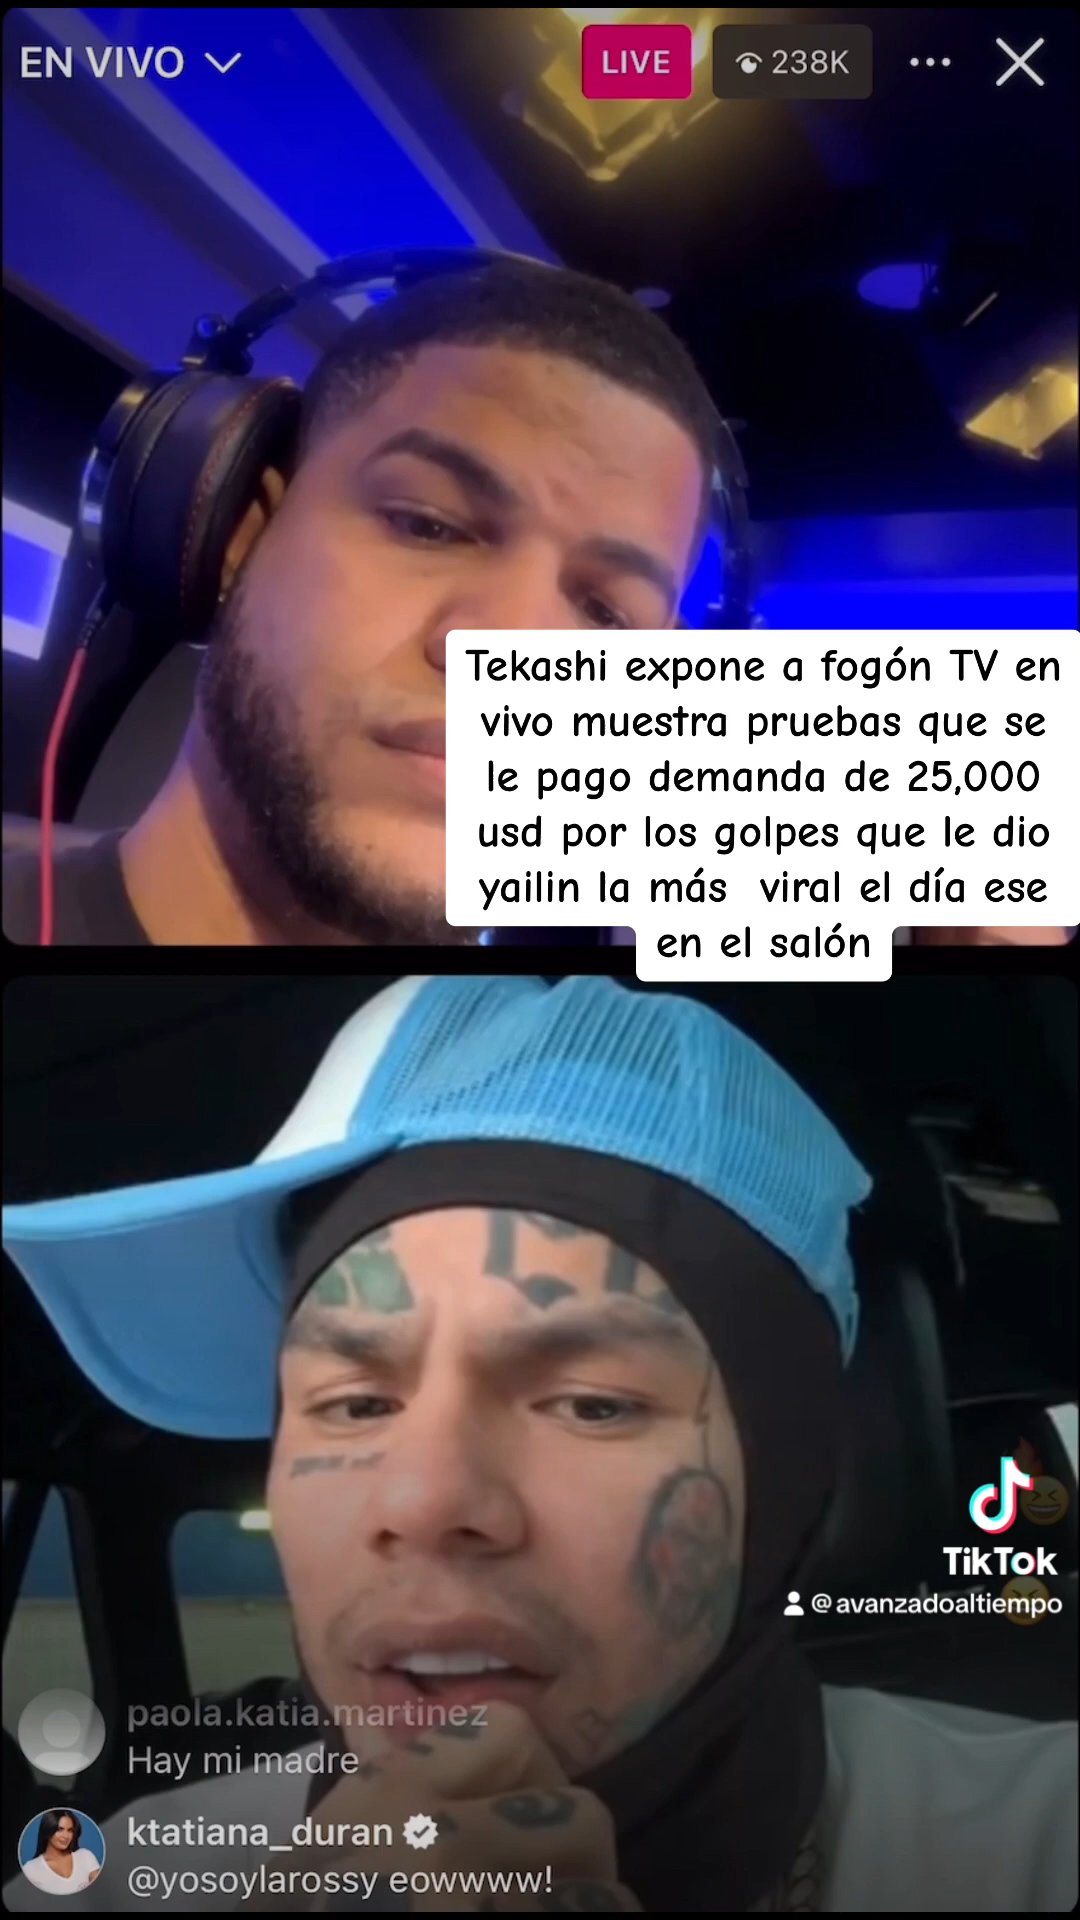 EN VIVO
LIVE
238K
Tekashi expone a fogón TV en
vivo muestra pruebas que se
le pago demanda de 25,000
usd por los golpes que le dio
yailin la más viral el día ese
en el salón
TikTok
@avanzadoaltiempo
paola.katia.martinez
Hay mi madre
ktatiana_duran
@yosoylarossy eowwww!